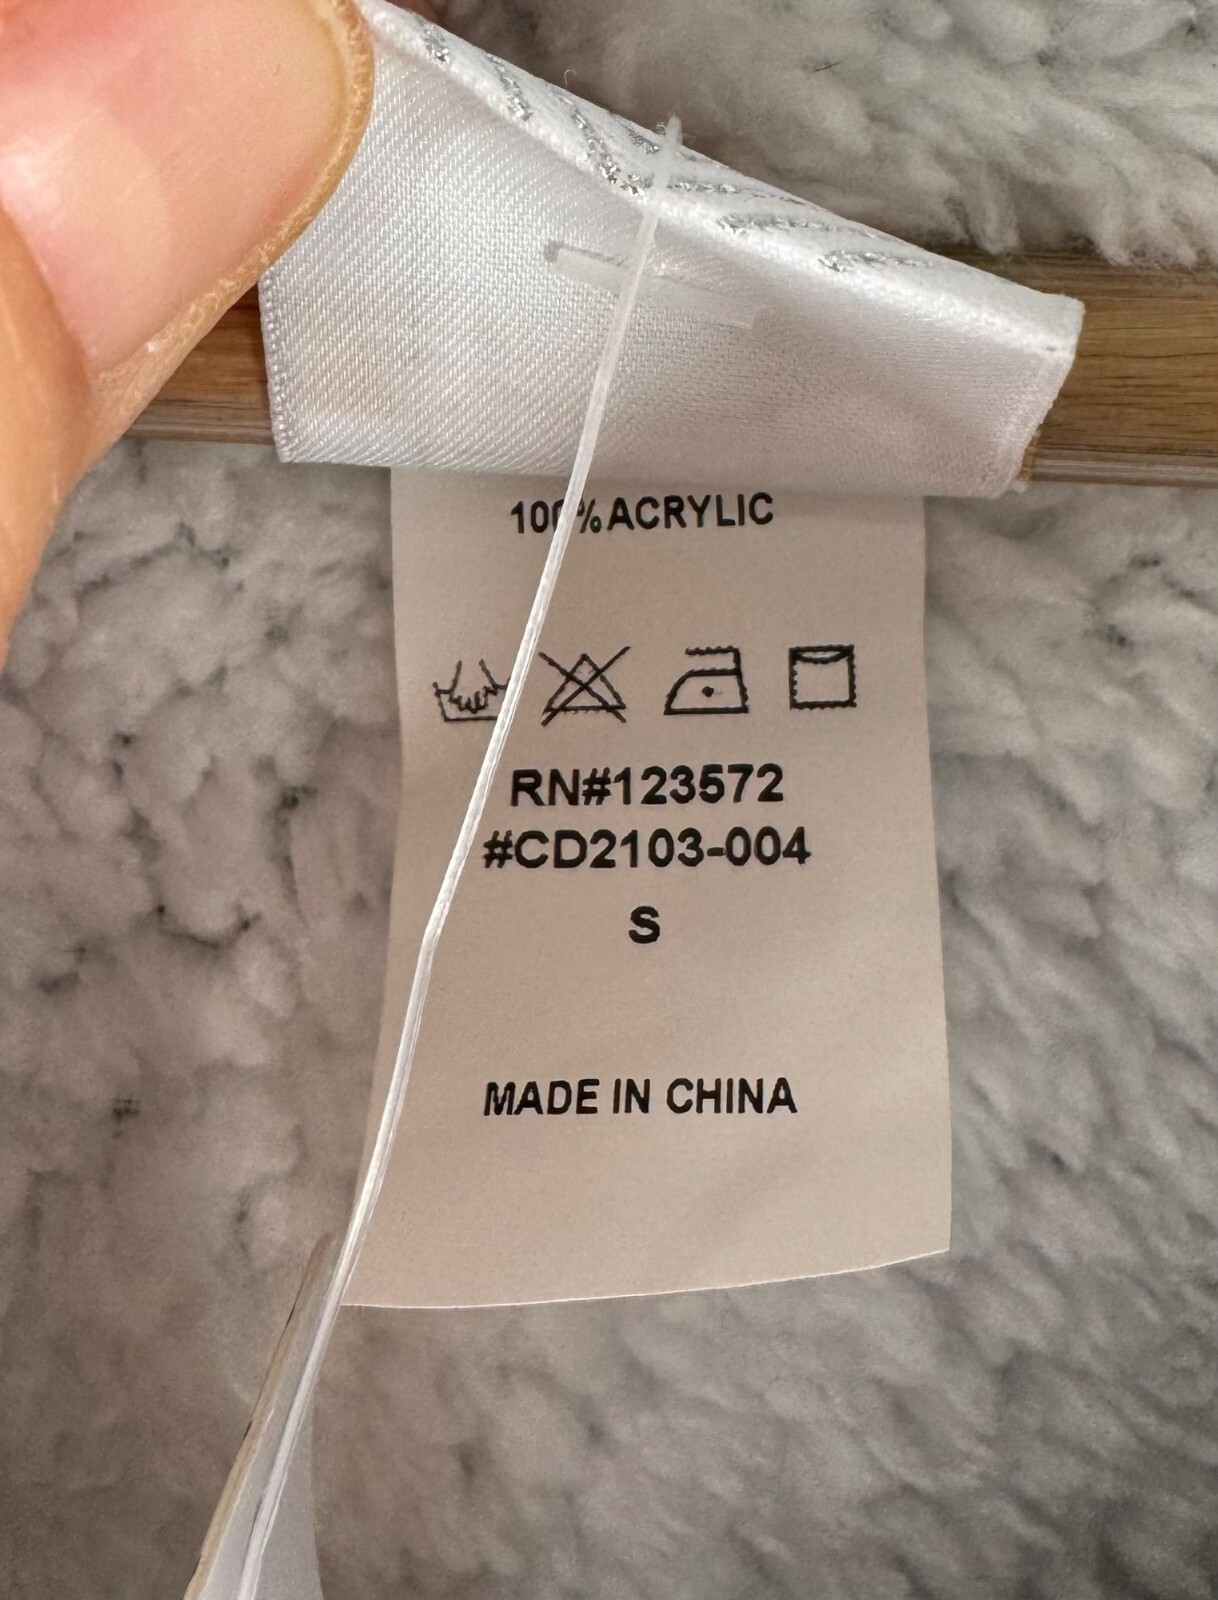 100% ACRYLIC
RN#123572
#CD2103-004
S
MADE IN CHINA